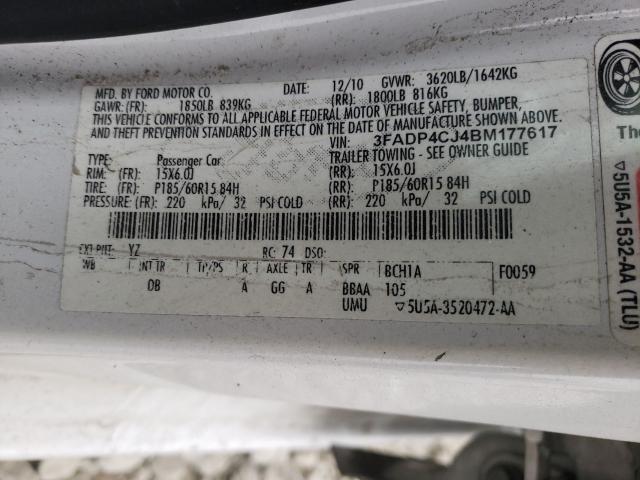 MFD. BY FORD MOTOR CO.
DATE: 12/10 GVWR: 3620LB/1642KG
GAWR: (FR): 1850LB 839KG (RR): 1800LB 816KG
THIS VEHICLE CONFORMS TO ALL APPLICABLE FEDERAL MOTOR VEHICLE SAFETY, BUMPER,
AND THEFT PREVENTION STANDARDS IN EFFECT ON THE DATE OF MANUFACTURE SHOWN ABOVE.
VIN: 3FADP4CJ4BM177617
TYPE: Passenger Car TRAILER TOWING - SEE OWNER GUIDE
RIM: (FR): 15X6.0J (RR): 15X6.0J
TIRE: (FR): P185/60R15 84H (RR): P185/60R15 84H
PRESSURE: (FR): 220 kPa/ 32 PSI COLD (RR): 220 kPa/ 32 PSI COLD
EXT PNT: YZ RC: 74 DSO:
WB INT TR TP/PS R AXLE TR SPR BCH1A F0059
DB A GG A BBAA 105
UMU ▽5U5A-3520472-AA
The
▽5U5A-1532-AA (TLU)